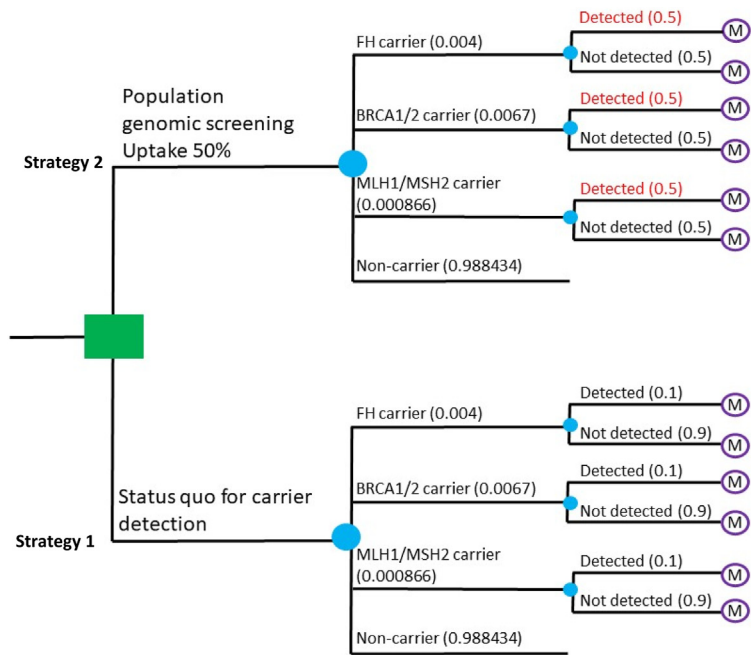 Strategy 2
Population
genomic screening
Uptake 50%
FH carrier (0.004)
Detected (0.5)
M
Not detected (0.5)
M
BRCA1/2 carrier (0.0067)
Detected (0.5)
M
Not detected (0.5)
M
MLH1/MSH2 carrier
(0.000866)
Detected (0.5)
M
Not detected (0.5)
M
Non-carrier (0.988434)
Strategy 1
Status quo for carrier
detection
FH carrier (0.004)
Detected (0.1)
M
Not detected (0.9)
M
BRCA1/2 carrier (0.0067)
Detected (0.1)
M
Not detected (0.9)
M
MLH1/MSH2 carrier
(0.000866)
Detected (0.1)
M
Not detected (0.9)
M
Non-carrier (0.988434)